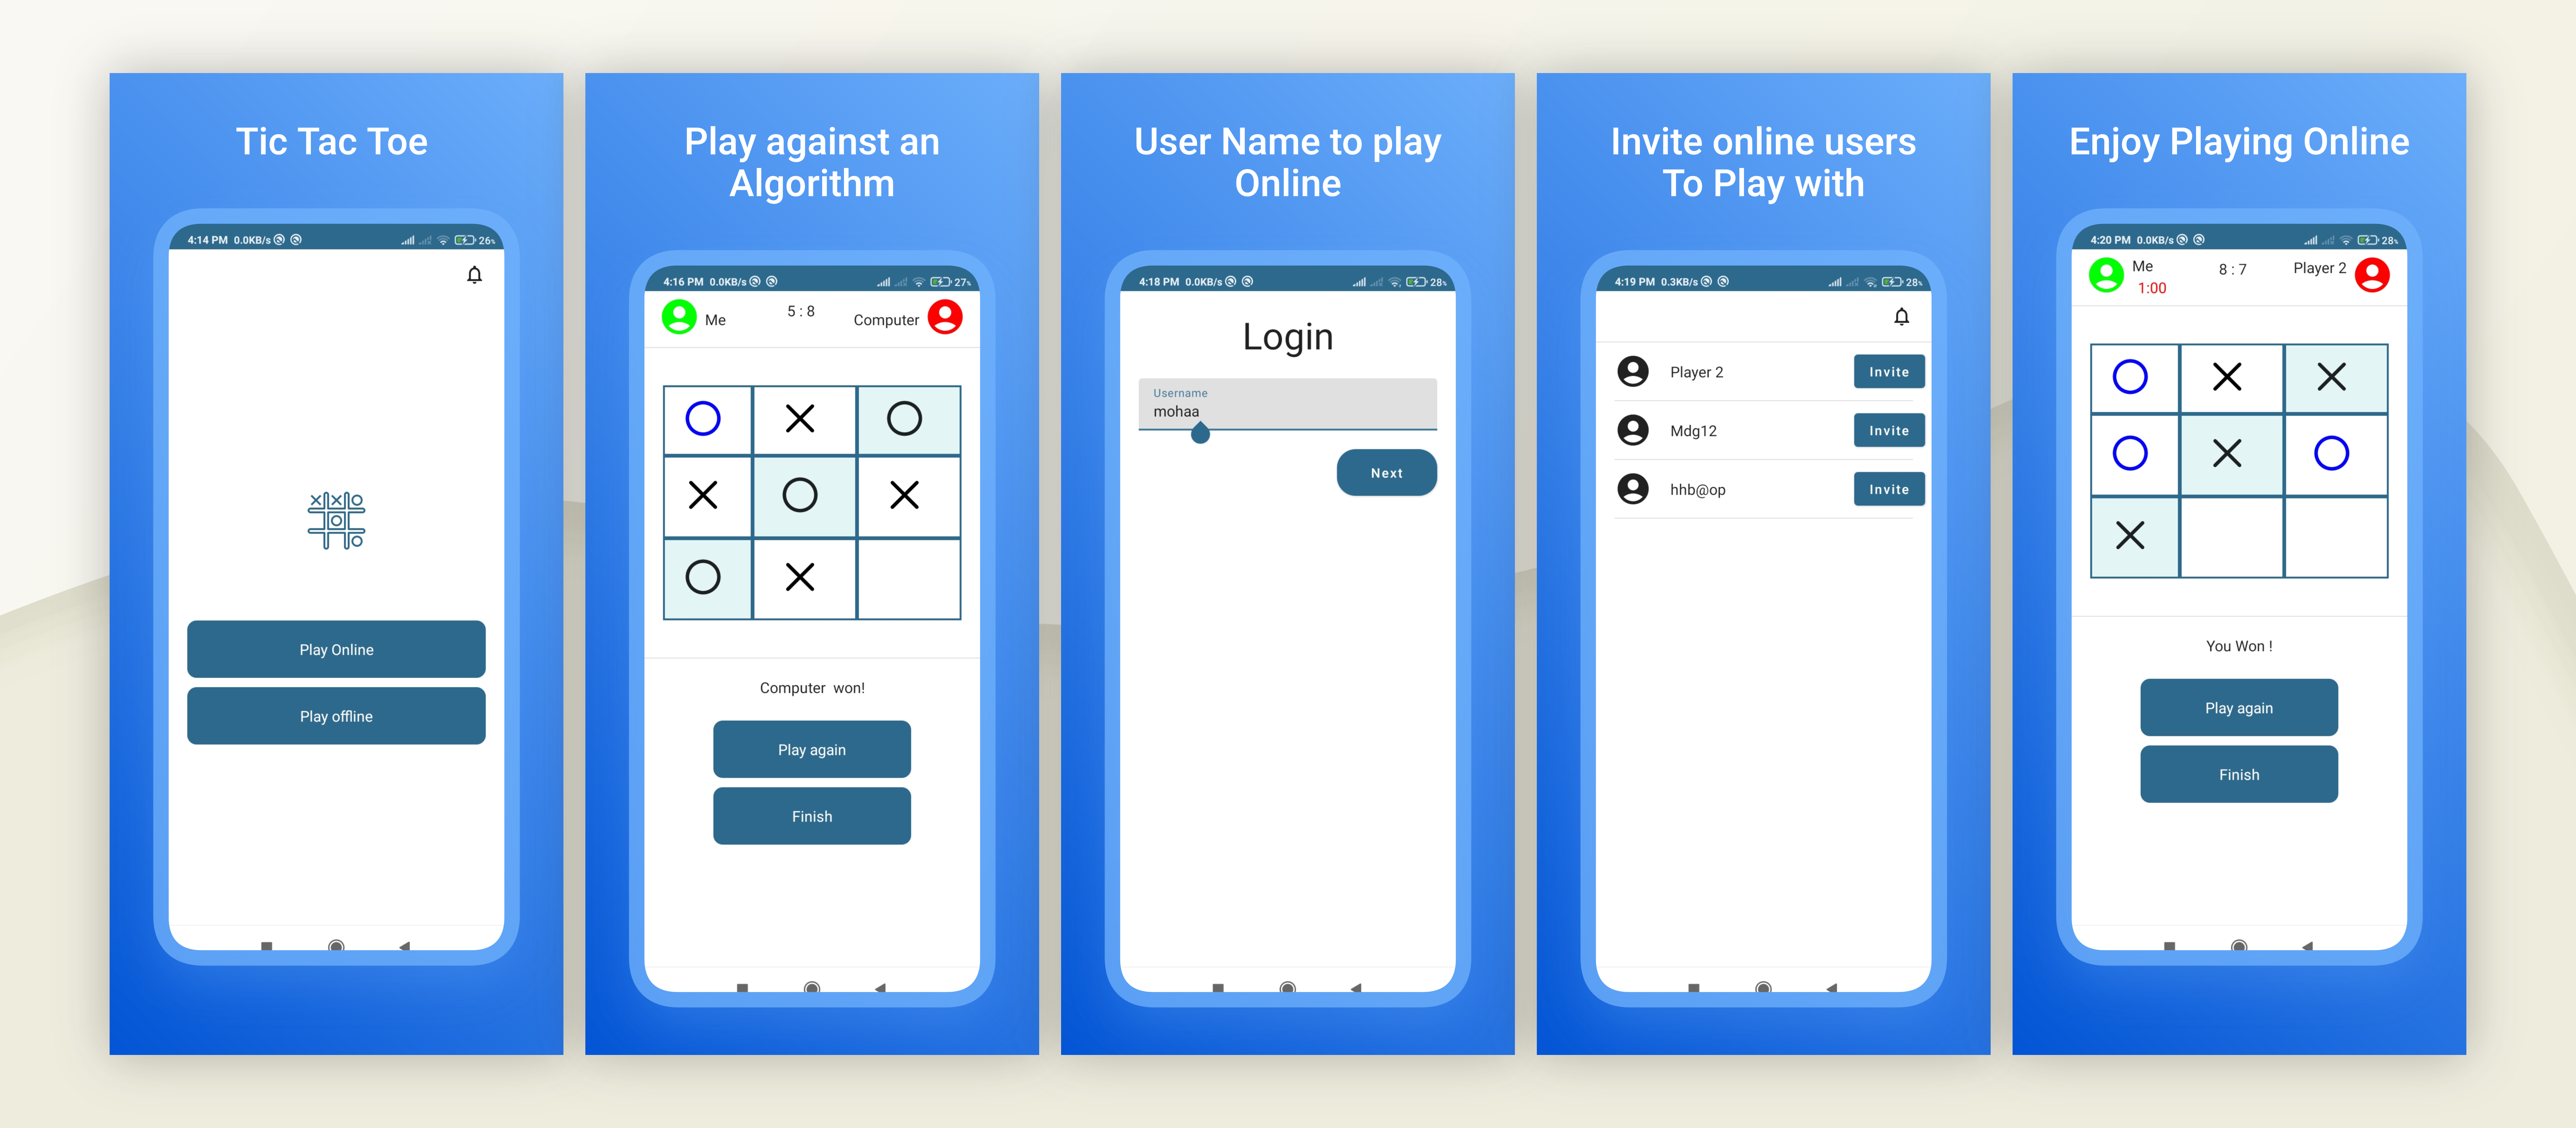 Tic Tac Toe
4:14 PM 0.0KB/s
26%
Play Online
Play offline
Play against an
Algorithm
4:16 PM 0.0KB/s
27%
Me
5 : 8
Computer
Computer won!
Play again
Finish
User Name to play
Online
4:18 PM 0.0KB/s
28%
Login
Username
mohaa
Next
Invite online users
To Play with
4:19 PM 0.3KB/s
28%
Player 2
Invite
Mdg12
Invite
hhb@op
Invite
Enjoy Playing Online
4:20 PM 0.0KB/s
28%
Me
8 : 7
Player 2
1:00
You Won !
Play again
Finish